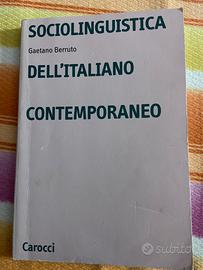 SOCIOLINGUISTICA
Gaetano Berruto
DELL'ITALIANO
CONTEMPORANEO
Carocci
subito